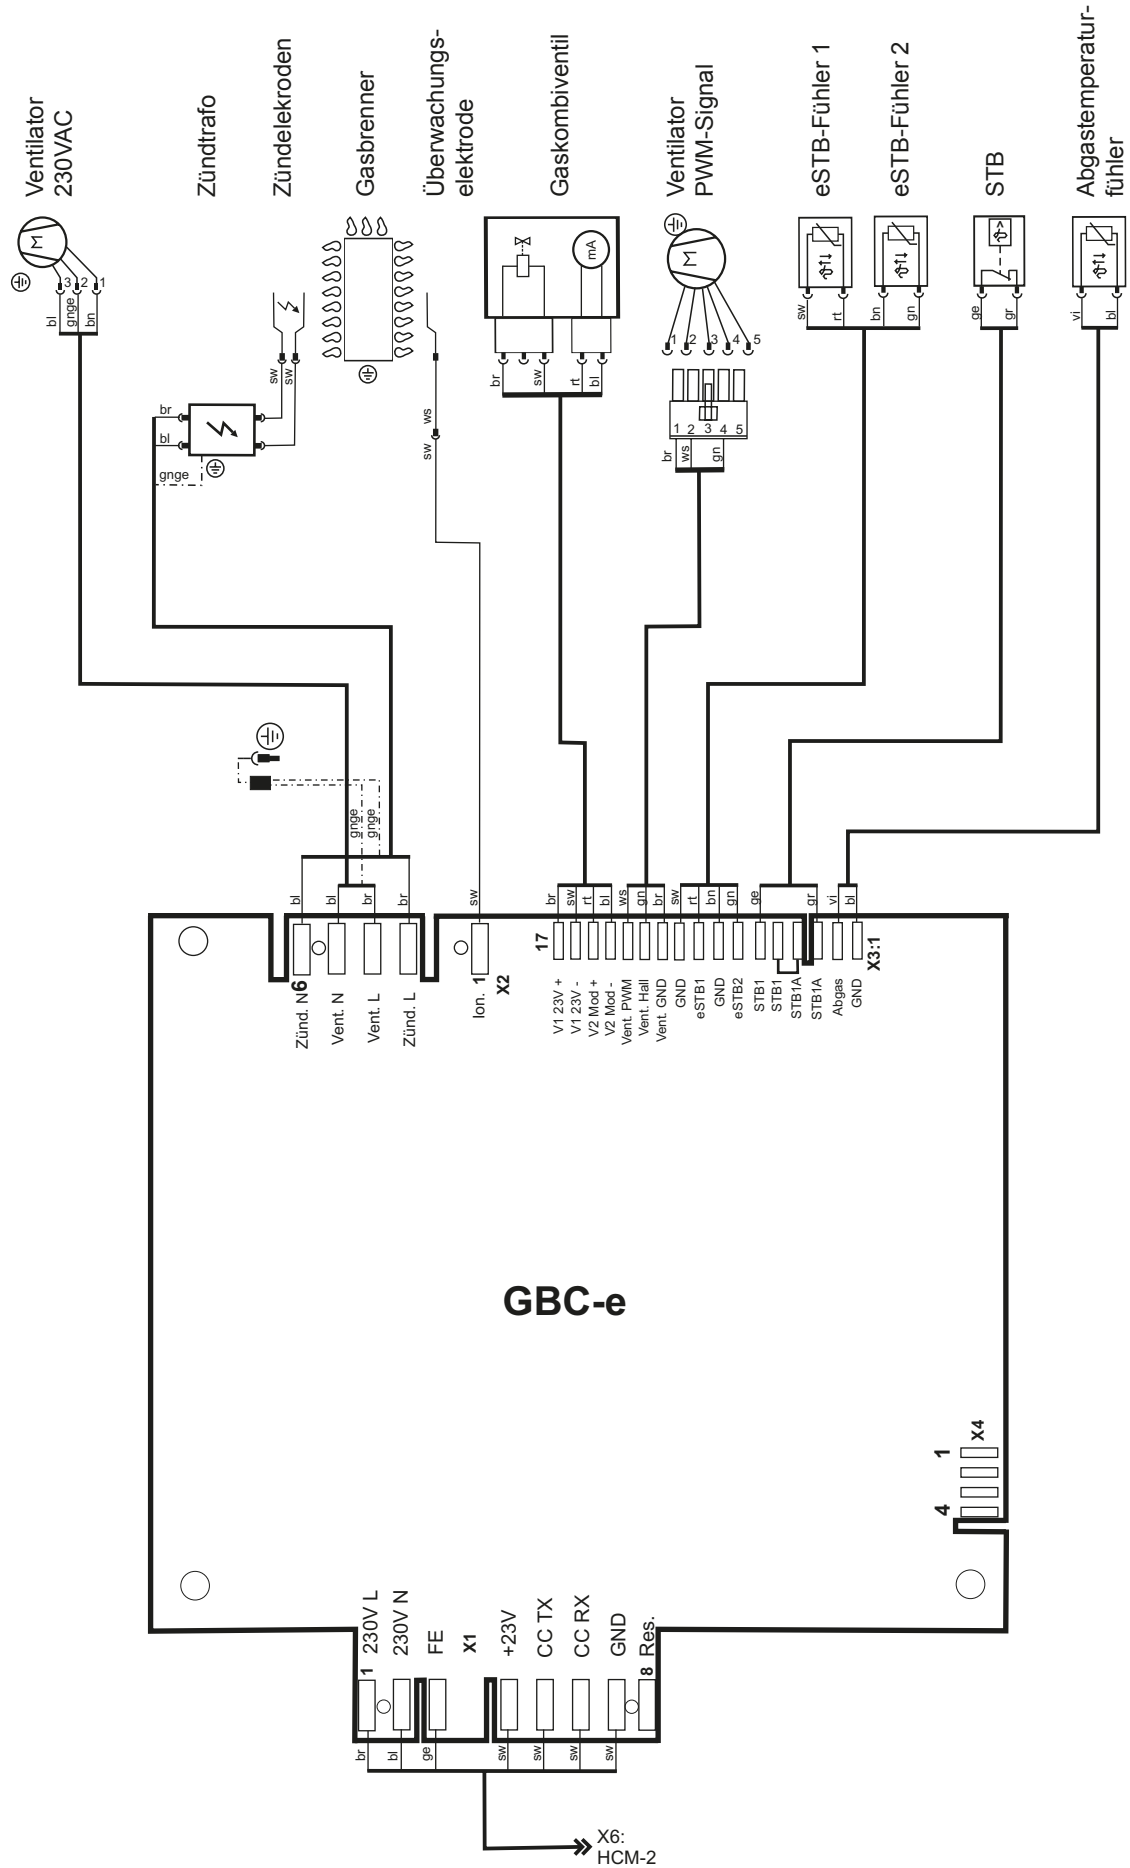 Ventilator
230VAC
Zündtrafo
Zündelekroden
Gasbrenner
Überwachungs-
elektrode
Gaskombiventil
Ventilator
PWM-Signal
eSTB-Fühler 1
eSTB-Fühler 2
STB
Abgastemperatur-
fühler
M
3
2
1
bl
gnge
bn
br
bl
gnge
sw
sw
ws
sw
mA
br
sw
rt
bl
M
1
2
3
4
5
1
2
3
4
5
br
ws
gn
sw
rt
bn
gn
ge
gr
vi
bl
gnge
gnge
bl
bl
br
br
sw
br
sw
rt
bl
ws
gn
br
sw
rt
bn
gn
ge
gr
vi
bl
6
Zünd. N
Vent. N
Vent. L
Zünd. L
Ion.
1
X2
17
V1 23V +
V1 23V -
V2 Mod +
V2 Mod -
Vent. PWM
Vent. Hall
Vent. GND
GND
eSTB1
GND
eSTB2
STB1
STB1
STB1A
STB1A
Abgas
GND
X3:1
GBC-e
1
4
X4
1
230V L
230V N
FE
X1
+23V
CC TX
CC RX
GND
8
Res.
br
bl
ge
sw
sw
sw
sw
X6:
HCM-2